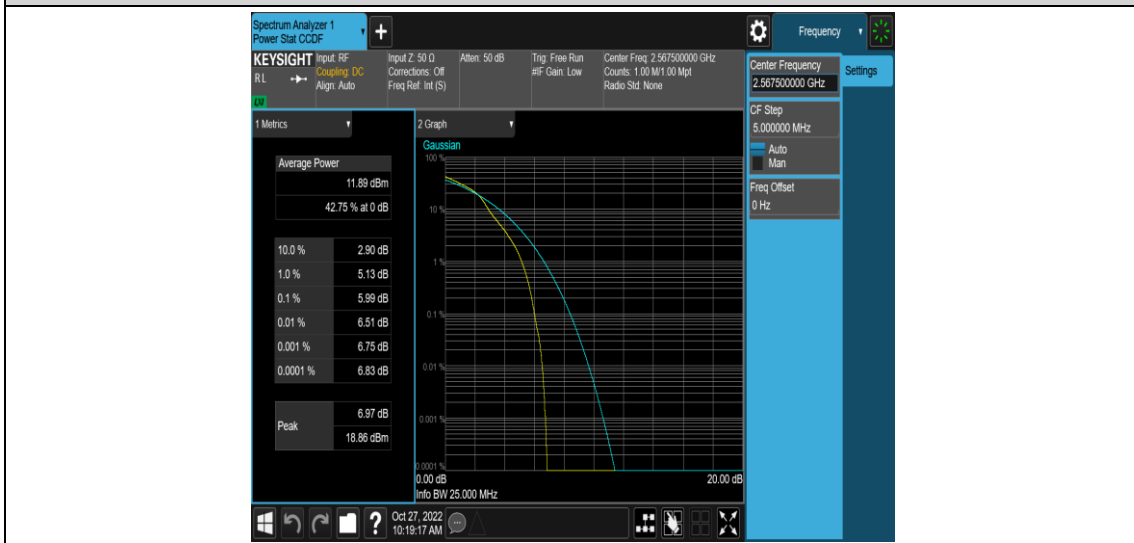 Spectrum Analyzer 1
Power Stat CCDF
+
Frequency
KEYSIGHT
RL
Input: RF
Coupling: DC
Align: Auto
Input Z: 50 Ω
Corrections: Off
Freq Ref: Int (S)
Atten: 50 dB
Trig: Free Run
#IF Gain: Low
Center Freq: 2.567500000 GHz
Counts: 1.00 M/1.00 Mpt
Radio Std: None
Center Frequency
2.567500000 GHz
Settings
CF Step
5.000000 MHz
Auto
Man
Freq Offset
0 Hz
1 Metrics
Average Power
11.89 dBm
42.75 % at 0 dB
10.0 % 2.90 dB
1.0 % 5.13 dB
0.1 % 5.99 dB
0.01 % 6.51 dB
0.001 % 6.75 dB
0.0001 % 6.83 dB
Peak
6.97 dB
18.86 dBm
2 Graph
Gaussian
100 %
10 %
1 %
0.1 %
0.01 %
0.001 %
0.0001 %
0.00 dB 20.00 dB
Info BW 25.000 MHz
?
Oct 27, 2022
10:19:17 AM